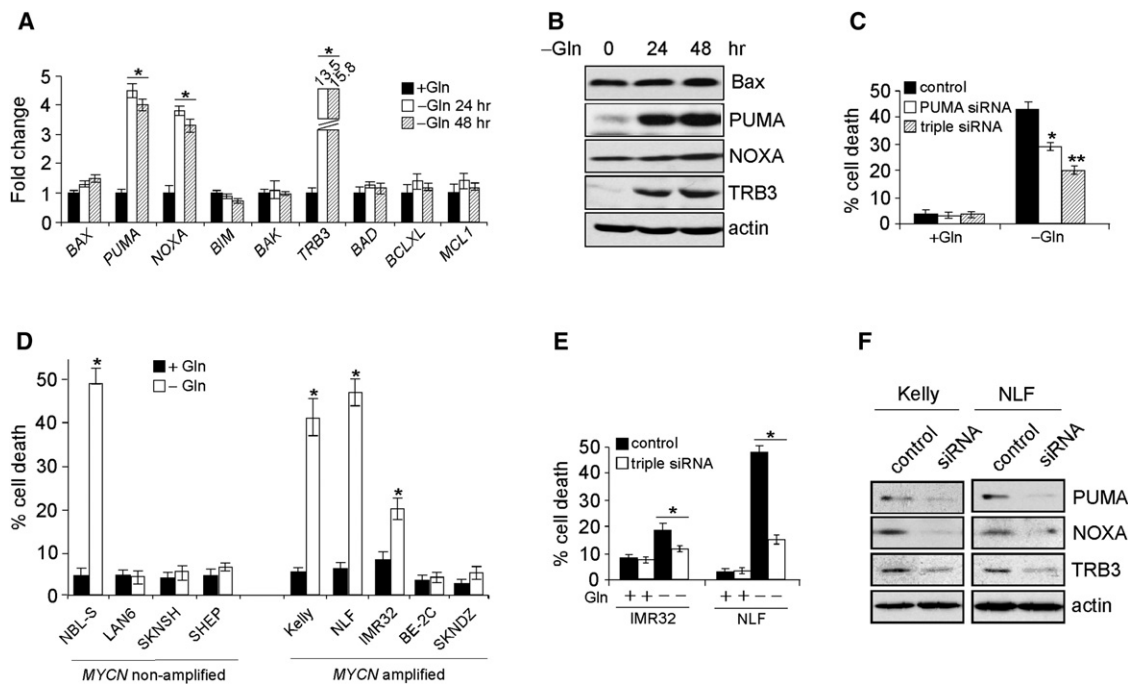 A
Fold change
5
4
3
2
1
0
*
*
*
13.5
15.8
+Gln
–Gln 24 hr
–Gln 48 hr
BAX
PUMA
NOXA
BIM
BAK
TRB3
BAD
BCLXL
MCL1
B
–Gln 0 24 48 hr
Bax
PUMA
NOXA
TRB3
actin
C
% cell death
50
40
30
20
10
0
control
PUMA siRNA
triple siRNA
*
**
+Gln
–Gln
D
% cell death
50
40
30
20
10
0
+ Gln
– Gln
*
*
*
*
NBL-S
LAN6
SKNSH
SHEP
Kelly
NLF
IMR32
BE-2C
SKNDZ
MYCN non-amplified
MYCN amplified
E
% cell death
50
40
30
20
10
0
control
triple siRNA
*
*
Gln + + – – + + – –
IMR32
NLF
F
Kelly
NLF
control
siRNA
control
siRNA
PUMA
NOXA
TRB3
actin